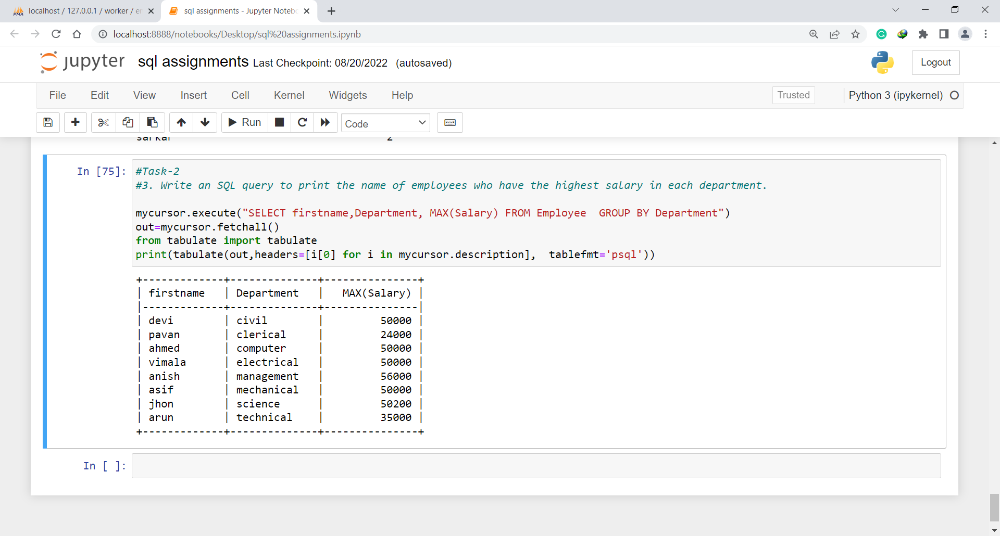 localhost / 127.0.0.1 / worker / e
sql assignments - Jupyter Noteb
localhost:8888/notebooks/Desktop/sql%20assignments.ipynb
jupyter sql assignments Last Checkpoint: 08/20/2022 (autosaved)
Logout
File Edit View Insert Cell Kernel Widgets Help
Trusted
Python 3 (ipykernel)
Run
Code
sarkar 2
In [75]:
#Task-2
#3. Write an SQL query to print the name of employees who have the highest salary in each department.
mycursor.execute("SELECT firstname,Department, MAX(Salary) FROM Employee  GROUP BY Department")
out=mycursor.fetchall()
from tabulate import tabulate
print(tabulate(out,headers=[i[0] for i in mycursor.description],  tablefmt='psql'))
+-------------+--------------+---------------+
| firstname   | Department   |   MAX(Salary) |
|-------------+--------------+---------------|
| devi        | civil        |         50000 |
| pavan       | clerical     |         24000 |
| ahmed       | computer     |         50000 |
| vimala      | electrical   |         50000 |
| anish       | management   |         56000 |
| asif        | mechanical   |         50000 |
| jhon        | science      |         50200 |
| arun        | technical    |         35000 |
+-------------+--------------+---------------+
In [ ]: